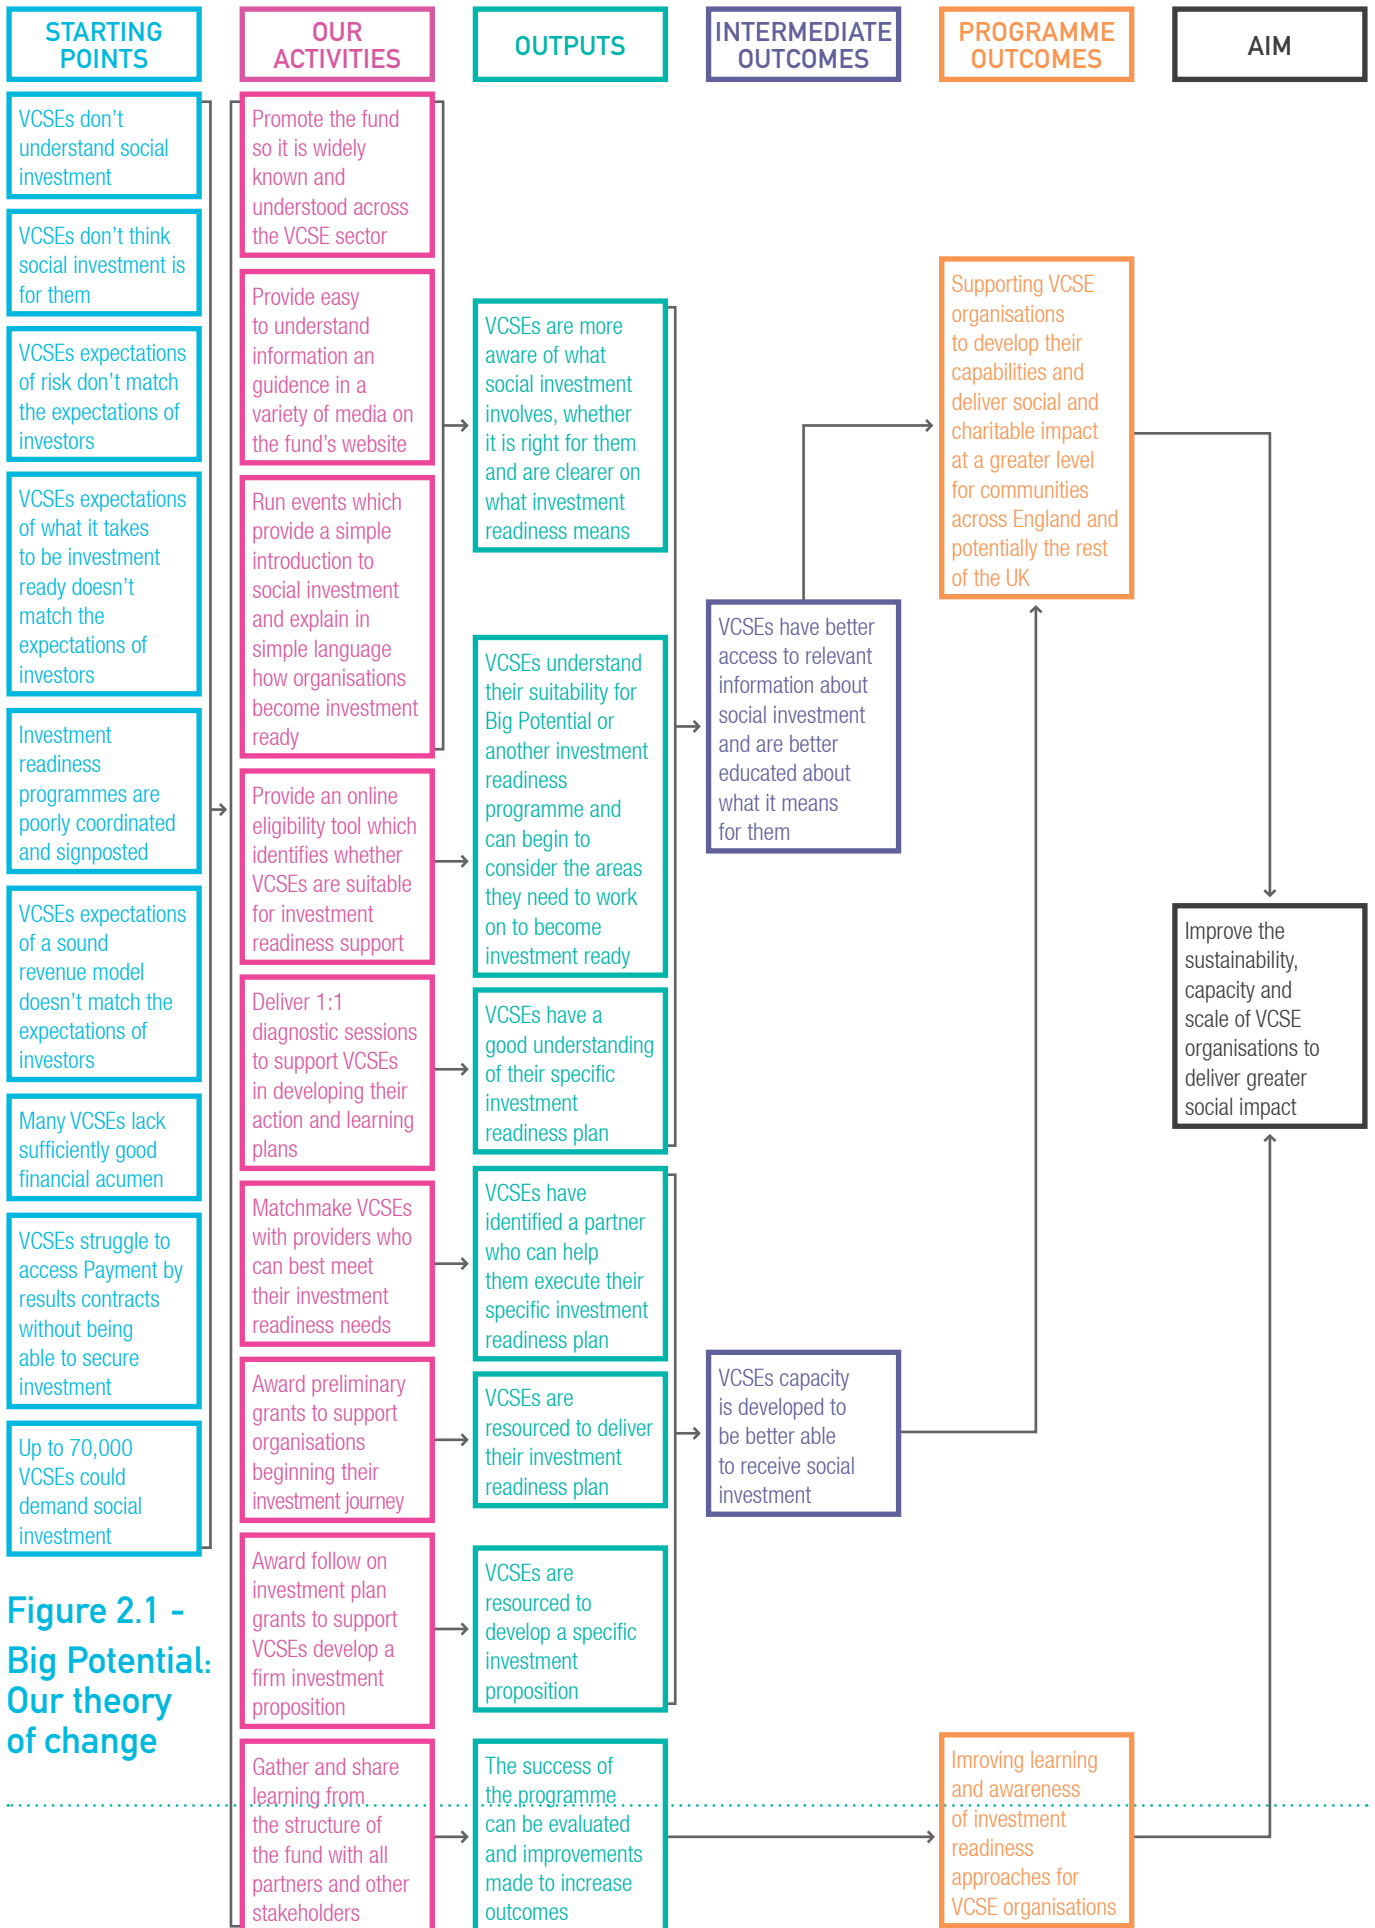 STARTING
POINTS
OUR
ACTIVITIES
OUTPUTS
INTERMEDIATE
OUTCOMES
PROGRAMME
OUTCOMES
AIM
VCSEs don't
understand social
investment
VCSEs don't think
social investment is
for them
VCSEs expectations
of risk don't match
the expectations of
investors
VCSEs expectations
of what it takes
to be investment
ready doesn't
match the
expectations of
investors
Investment
readiness
programmes are
poorly coordinated
and signposted
VCSEs expectations
of a sound
revenue model
doesn't match the
expectations of
investors
Many VCSEs lack
sufficiently good
financial acumen
VCSEs struggle to
access Payment by
results contracts
without being
able to secure
investment
Up to 70,000
VCSEs could
demand social
investment
Promote the fund
so it is widely
known and
understood across
the VCSE sector
Provide easy
to understand
information an
guidence in a
variety of media on
the fund's website
Run events which
provide a simple
introduction to
social investment
and explain in
simple language
how organisations
become investment
ready
Provide an online
eligibility tool which
identifies whether
VCSEs are suitable
for investment
readiness support
Deliver 1:1
diagnostic sessions
to support VCSEs
in developing their
action and learning
plans
Matchmake VCSEs
with providers who
can best meet
their investment
readiness needs
Award preliminary
grants to support
organisations
beginning their
investment journey
Award follow on
investment plan
grants to support
VCSEs develop a
firm investment
proposition
Gather and share
learning from
the structure of
the fund with all
partners and other
stakeholders
VCSEs are more
aware of what
social investment
involves, whether
it is right for them
and are clearer on
what investment
readiness means
VCSEs understand
their suitability for
Big Potential or
another investment
readiness
programme and
can begin to
consider the areas
they need to work
on to become
investment ready
VCSEs have a
good understanding
of their specific
investment
readiness plan
VCSEs have
identified a partner
who can help
them execute their
specific investment
readiness plan
VCSEs are
resourced to deliver
their investment
readiness plan
VCSEs are
resourced to
develop a specific
investment
proposition
The success of
the programme
can be evaluated
and improvements
made to increase
outcomes
VCSEs have better
access to relevant
information about
social investment
and are better
educated about
what it means
for them
VCSEs capacity
is developed to
be better able
to receive social
investment
Supporting VCSE
organisations
to develop their
capabilities and
deliver social and
charitable impact
at a greater level
for communities
across England and
potentially the rest
of the UK
Imroving learning
and awareness
of investment
readiness
approaches for
VCSE organisations
Improve the
sustainability,
capacity and
scale of VCSE
organisations to
deliver greater
social impact
Figure 2.1 -
Big Potential:
Our theory
of change